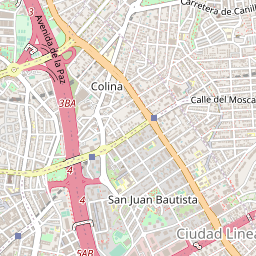 Carretera de Canill
Avenida de la Paz
3
Colina
3BA
Calle del Mosca
4
4
San Juan Bautista
Ciudad Linea
5AB